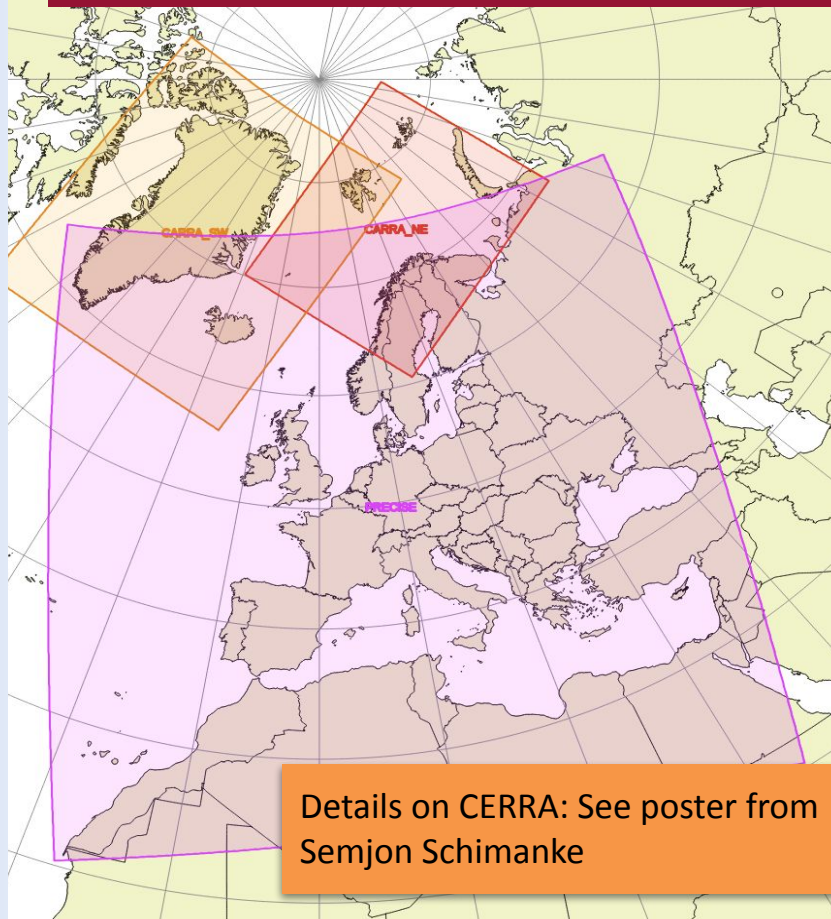 CARRA_SW
CARRA_NE
PRECISE
Details on CERRA: See poster from
Semjon Schimanke